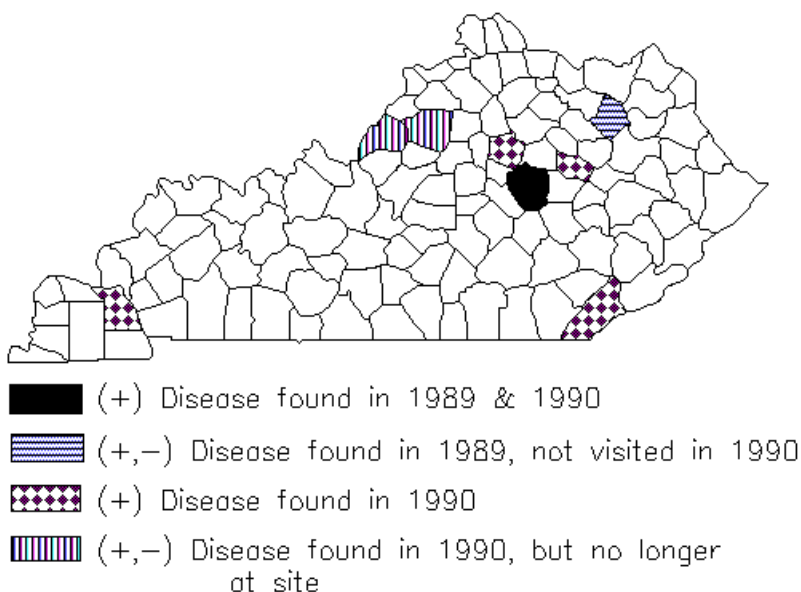 (+) Disease found in 1989 & 1990
(+,-) Disease found in 1989, not visited in 1990
(+) Disease found in 1990
(+,-) Disease found in 1990, but no longer
at site